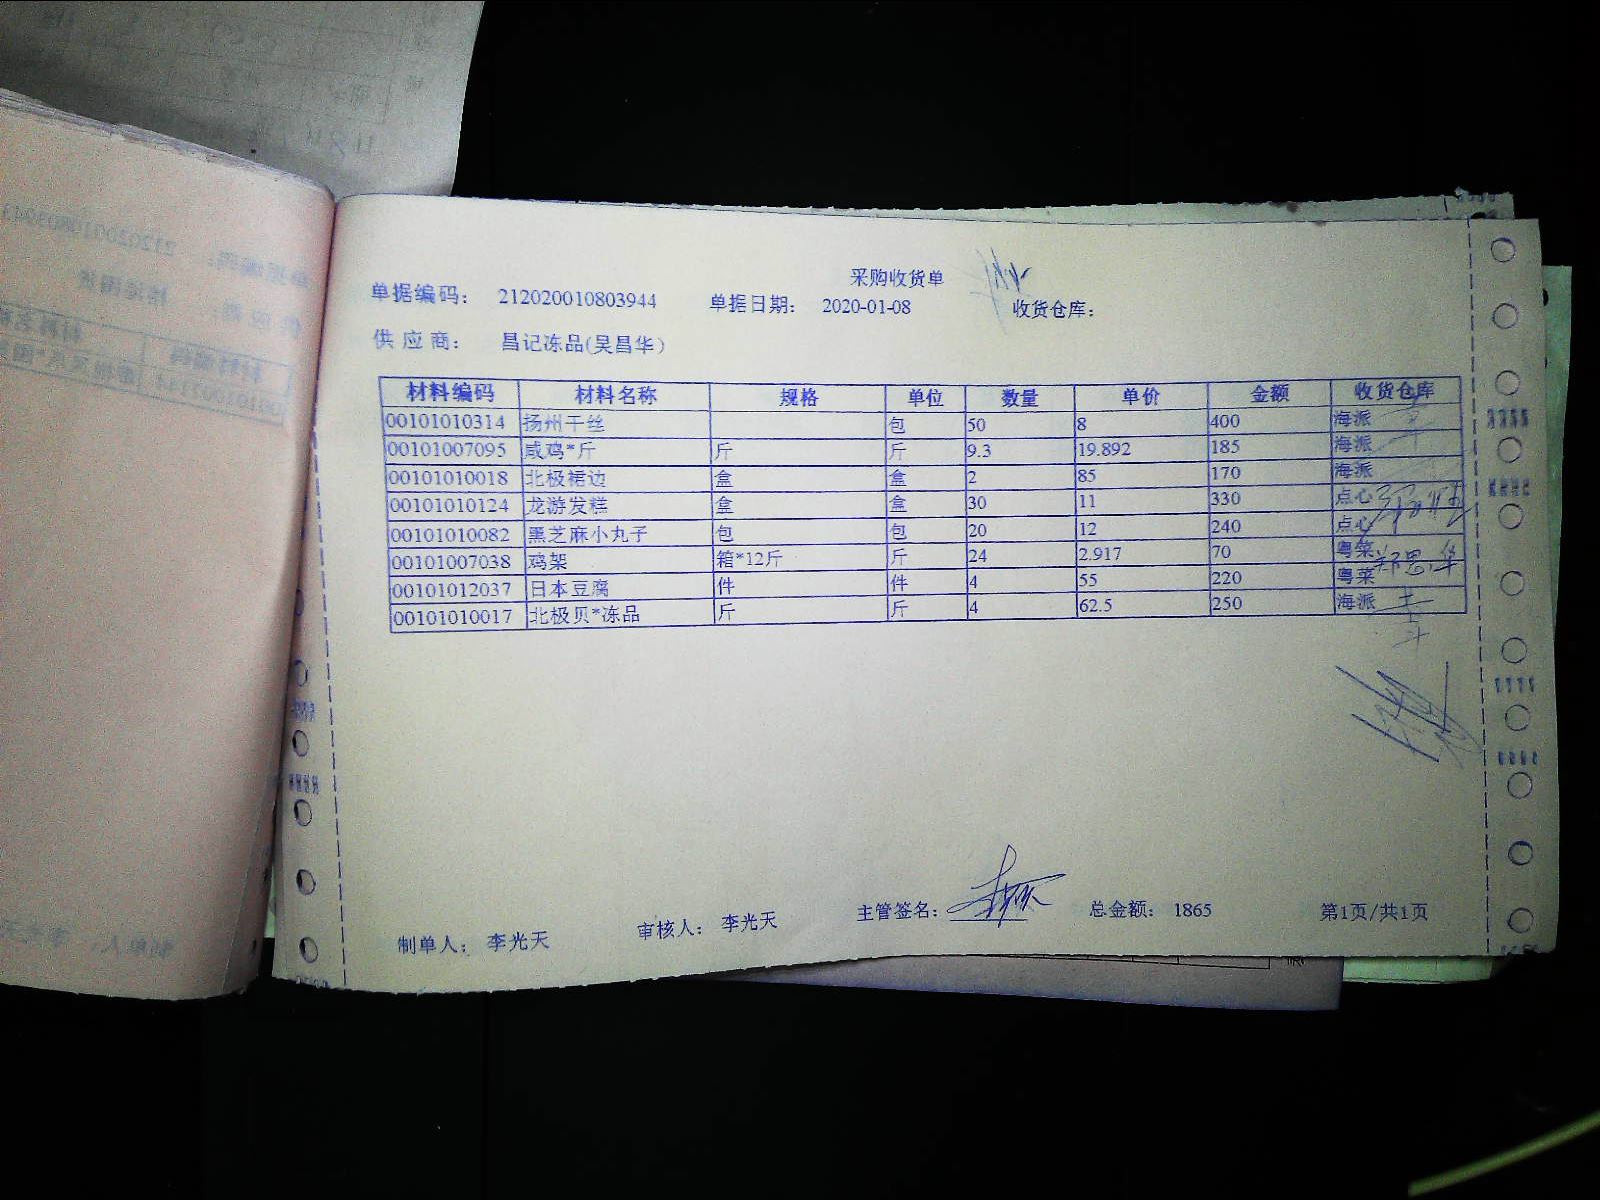 采购收货单
单据编码： 212020010803944 单据日期： 2020-01-08 收货仓库：
供 应 商： 昌记冻品(吴昌华)
材料编码 材料名称 规格 单位 数量 单价 金额 收货仓库
00101010314 扬州干丝 包 50 8 400 海派
00101007095 咸鸡*斤 斤 斤 9.3 19.892 185 海派
00101010018 北极裙边 盒 盒 2 85 170 海派
00101010124 龙游发糕 盒 盒 30 11 330 点心
00101010082 黑芝麻小丸子 包 包 20 12 240 点心
00101007038 鸡架 箱*12斤 斤 24 2.917 70 粤菜
00101012037 日本豆腐 件 件 4 55 220 粤菜
00101010017 北极贝*冻品 斤 斤 4 62.5 250 海派
制单人： 李光天 审核人： 李光天 主管签名： 总金额： 1865 第1页/共1页